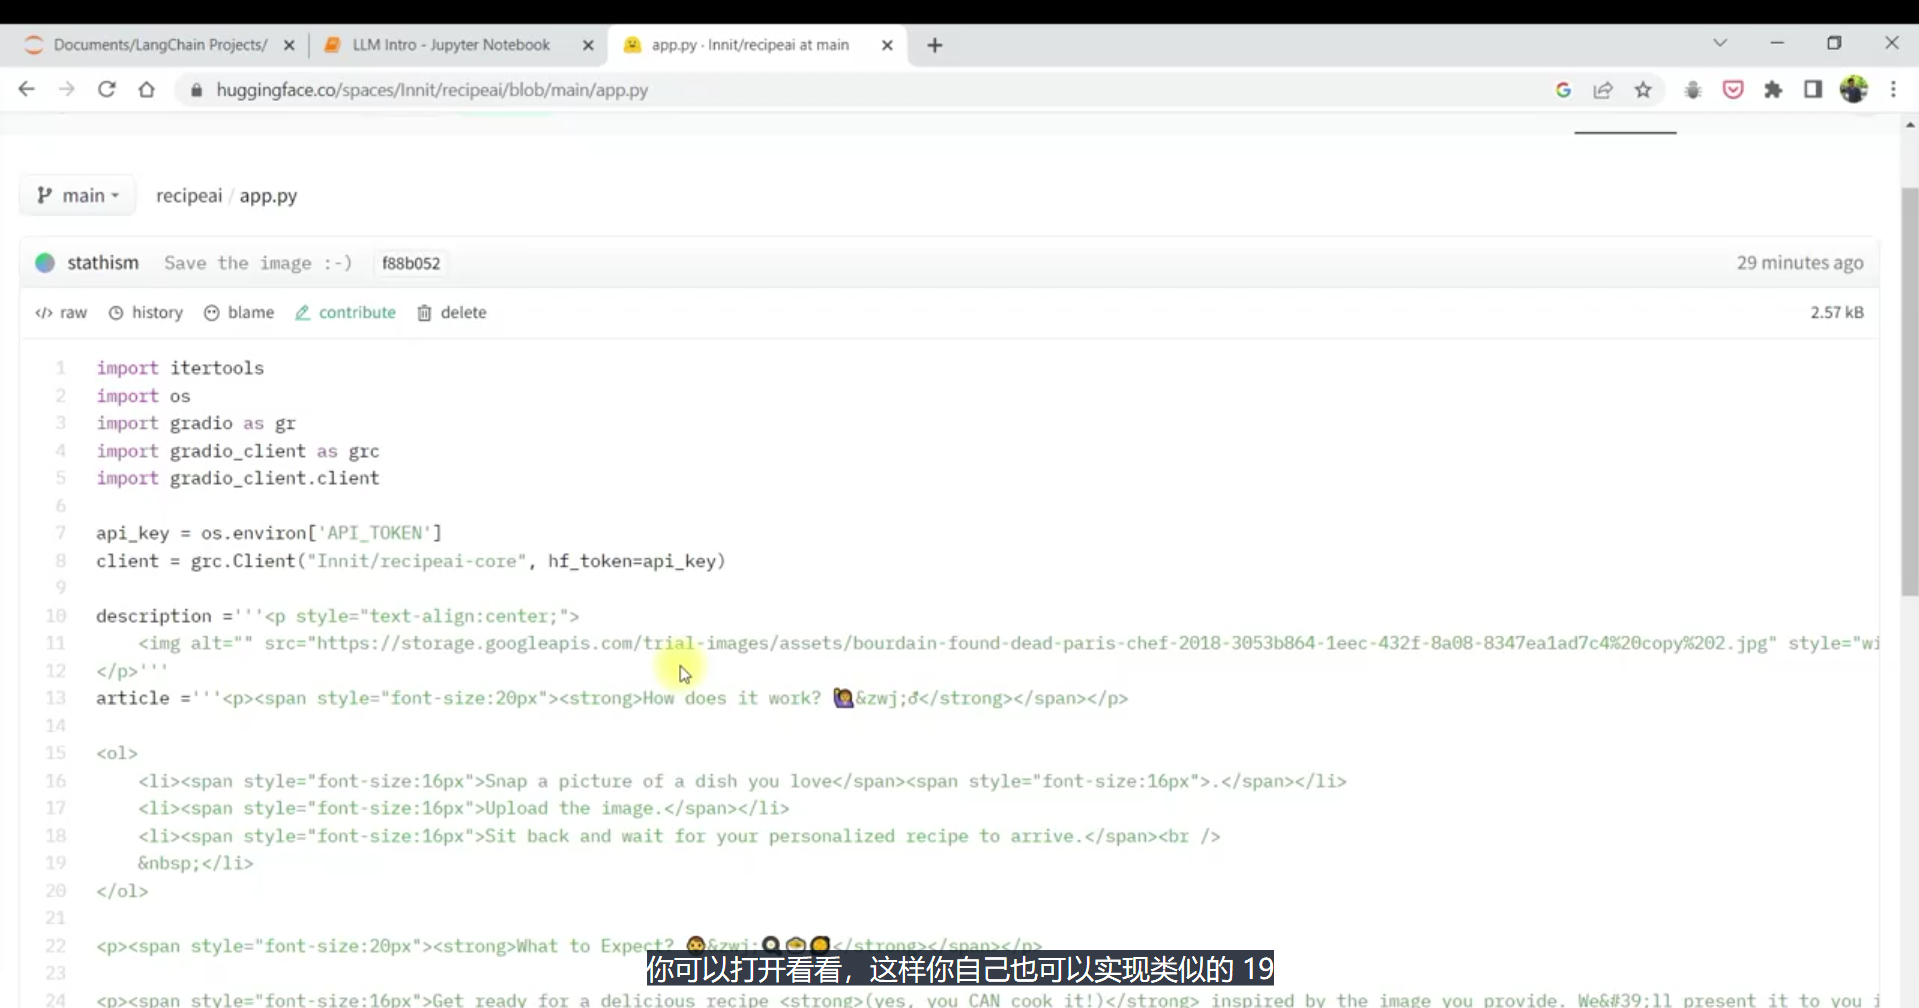 Documents/LangChain Projects/
LLM Intro - Jupyter Notebook
app.py · Innit/recipeai at main
huggingface.co/spaces/Innit/recipeai/blob/main/app.py
main
recipeai / app.py
stathism Save the image :-) f88b052 29 minutes ago
</> raw history blame contribute delete 2.57 kB
1 import itertools
2 import os
3 import gradio as gr
4 import gradio_client as grc
5 import gradio_client.client
6
7 api_key = os.environ['API_TOKEN']
8 client = grc.Client("Innit/recipeai-core", hf_token=api_key)
9
10 description ='''<p style="text-align:center;">
11 <img alt="" src="https://storage.googleapis.com/trial-images/assets/bourdain-found-dead-paris-chef-2018-3053b864-1eec-432f-8a08-8347ea1ad7c4%20copy%202.jpg" style="wi
12 </p>'''
13 article ='''<p><span style="font-size:20px"><strong>How does it work? 🙋&zwj;♂</strong></span></p>
14
15 <ol>
16 <li><span style="font-size:16px">Snap a picture of a dish you love</span><span style="font-size:16px">.</span></li>
17 <li><span style="font-size:16px">Upload the image.</span></li>
18 <li><span style="font-size:16px">Sit back and wait for your personalized recipe to arrive.</span><br />
19 &nbsp;</li>
20 </ol>
21
22 <p><span style="font-size:20px"><strong>What to Expect? &zwj;</strong></span></p>
23
24 <p><span style="font-size:16px">Get ready for a delicious recipe <strong>(yes, you CAN cook it!)</strong> inspired by the image you provide. We&#39;ll present it to you i
你可以打开看看，这样你自己也可以实现类似的 19